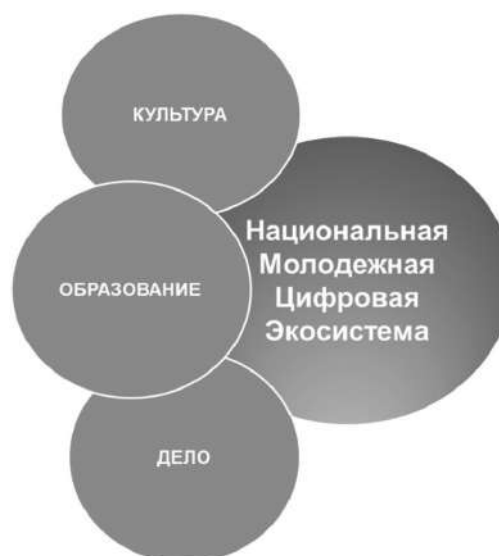 КУЛЬТУРА
Национальная
Молодежная
Цифровая
Экосистема
ОБРАЗОВАНИЕ
ДЕЛО